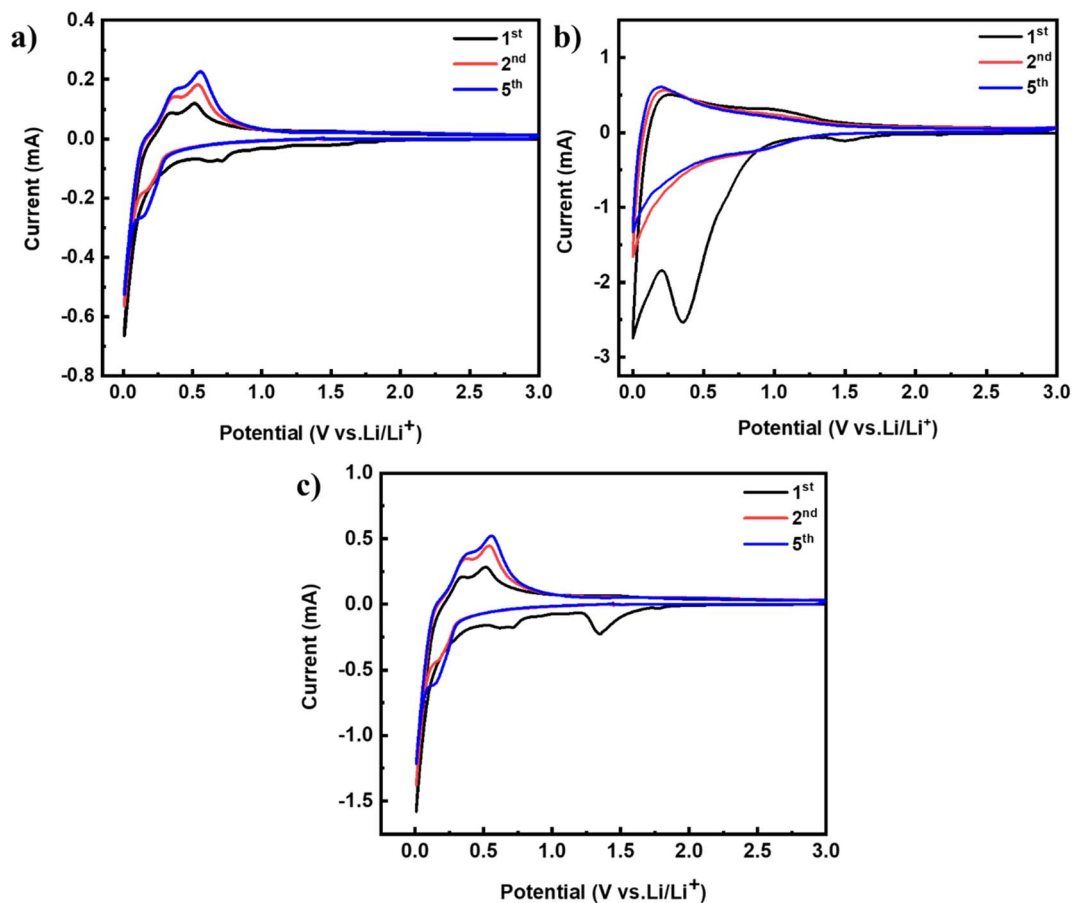 a)
1st
2nd
5th
0.4
0.2
0.0
-0.2
-0.4
-0.6
-0.8
Current (mA)
0.0 0.5 1.0 1.5 2.0 2.5 3.0
Potential (V vs.Li/Li+)
b)
1st
2nd
5th
1
0
-1
-2
-3
Current (mA)
0.0 0.5 1.0 1.5 2.0 2.5 3.0
Potential (V vs.Li/Li+)
c)
1st
2nd
5th
1.0
0.5
0.0
-0.5
-1.0
-1.5
Current (mA)
0.0 0.5 1.0 1.5 2.0 2.5 3.0
Potential (V vs.Li/Li+)